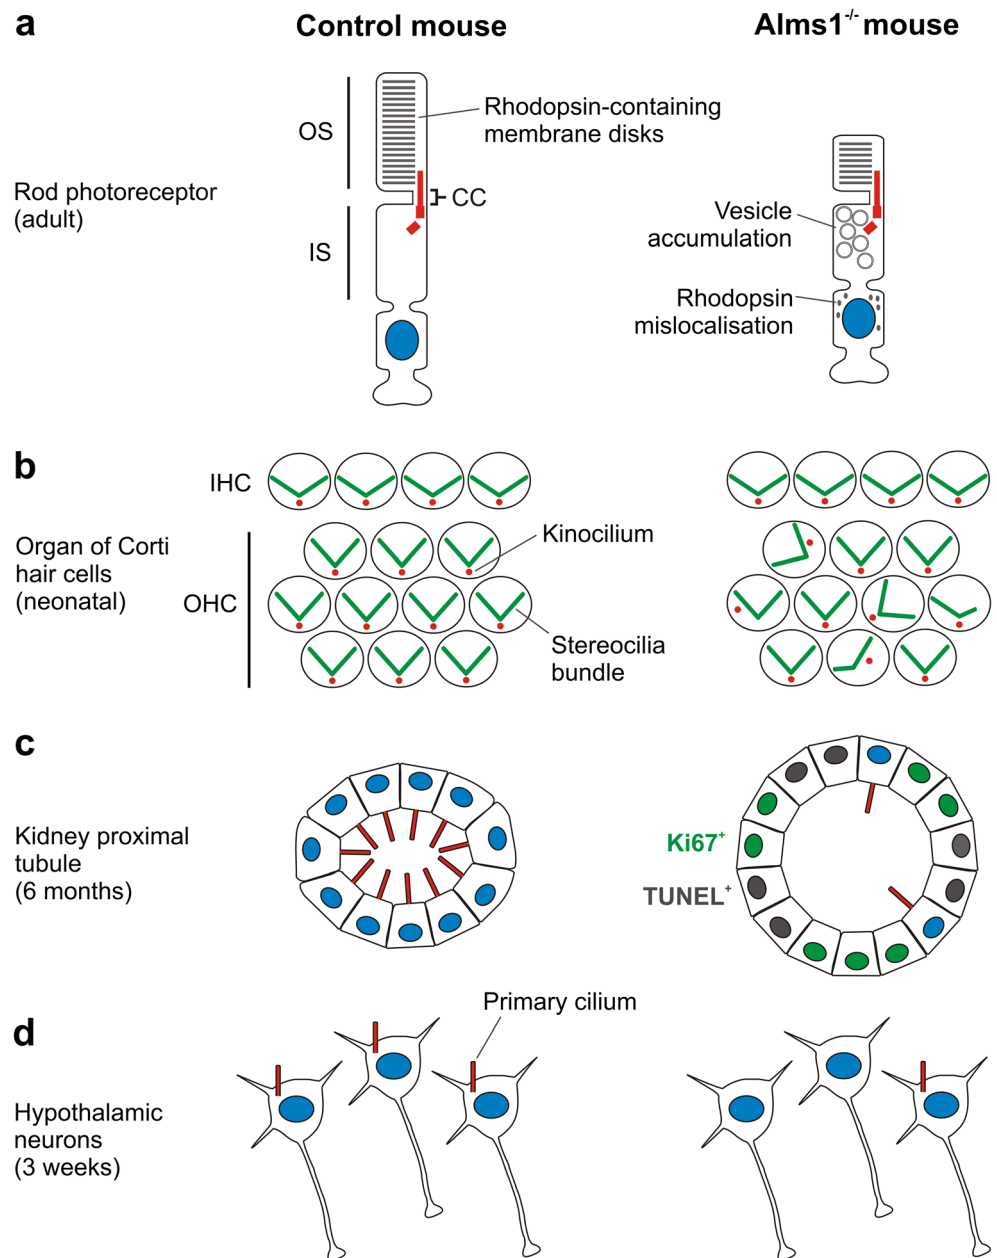 a
Control mouse
Alms1-/- mouse
Rod photoreceptor
(adult)
OS
IS
Rhodopsin-containing
membrane disks
CC
Vesicle
accumulation
Rhodopsin
mislocalisation
b
Organ of Corti
hair cells
(neonatal)
IHC
OHC
Kinocilium
Stereocilia
bundle
c
Kidney proximal
tubule
(6 months)
Ki67+
TUNEL+
d
Hypothalamic
neurons
(3 weeks)
Primary cilium